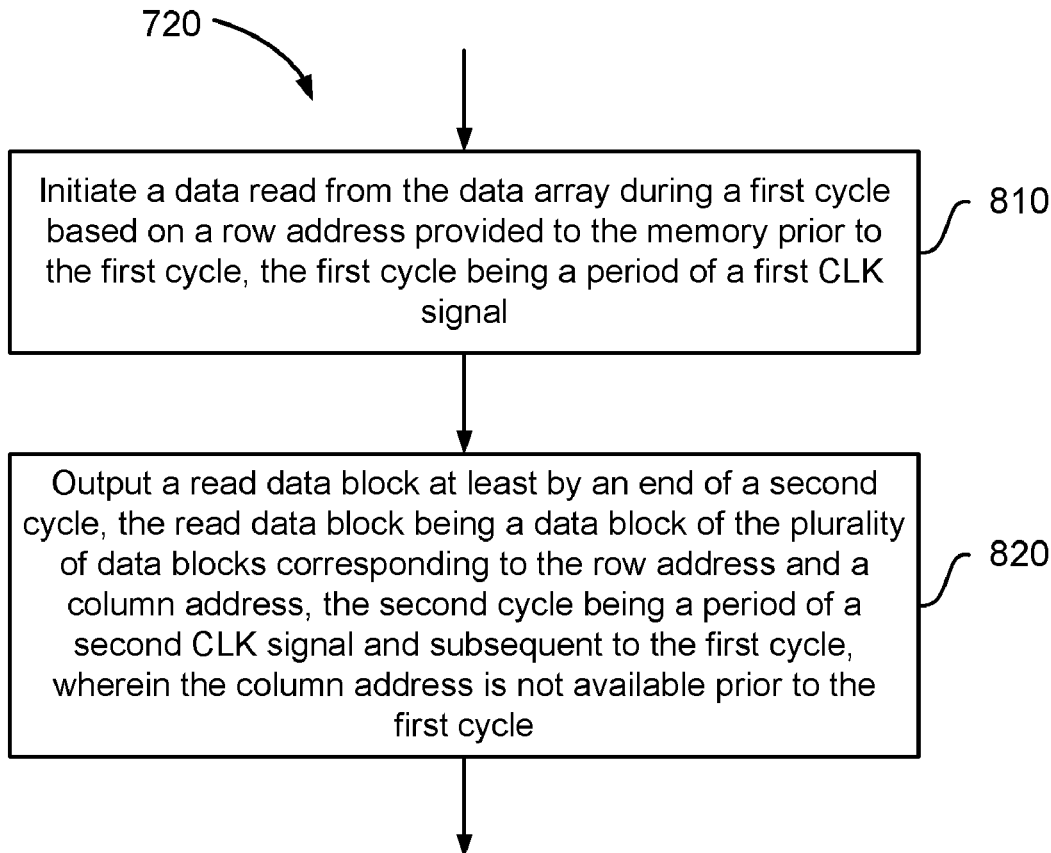 720
Initiate a data read from the data array during a first cycle
based on a row address provided to the memory prior to
the first cycle, the first cycle being a period of a first CLK
signal
810
Output a read data block at least by an end of a second
cycle, the read data block being a data block of the plurality
of data blocks corresponding to the row address and a
column address, the second cycle being a period of a
second CLK signal and subsequent to the first cycle,
wherein the column address is not available prior to the
first cycle
820